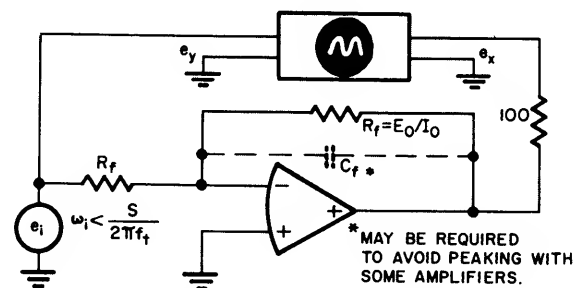 e_y
e_x
100
R_f=E_O/I_O
C_f *
R_f
−
+
+
*
e_i
ω_i < S/2πf_t
MAY BE REQUIRED
TO AVOID PEAKING WITH
SOME AMPLIFIERS.